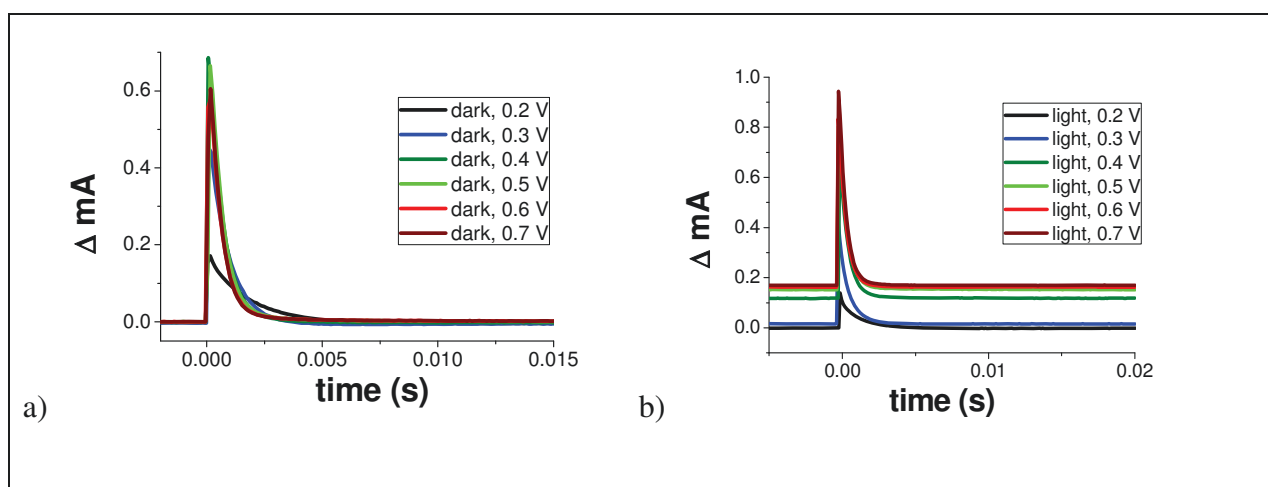 0.6
0.4
0.2
0.0
Δ mA
dark, 0.2 V
dark, 0.3 V
dark, 0.4 V
dark, 0.5 V
dark, 0.6 V
dark, 0.7 V
0.000 0.005 0.010 0.015
time (s)
a)
1.0
0.8
0.6
0.4
0.2
0.0
Δ mA
light, 0.2 V
light, 0.3 V
light, 0.4 V
light, 0.5 V
light, 0.6 V
light, 0.7 V
0.00 0.01 0.02
time (s)
b)